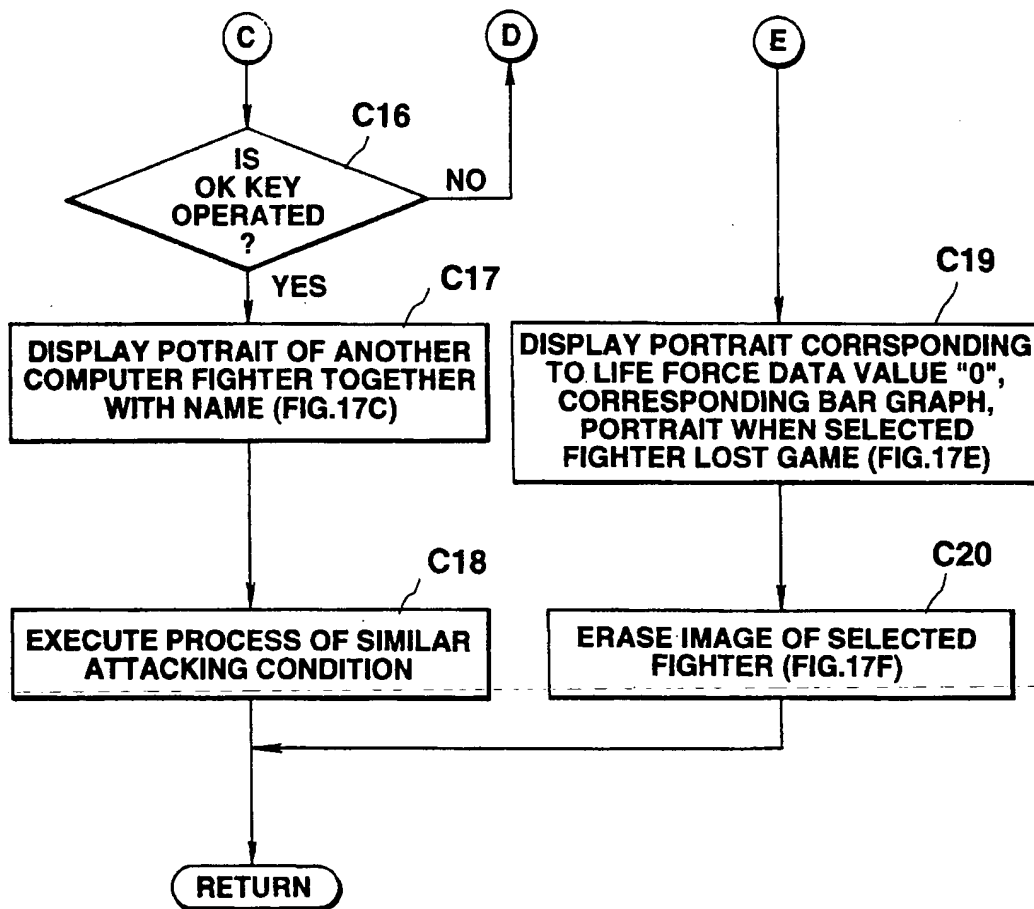 C
D
E
C16
IS
OK KEY
OPERATED
?
NO
YES
C17
DISPLAY POTRAIT OF ANOTHER
COMPUTER FIGHTER TOGETHER
WITH NAME (FIG.17C)
C19
DISPLAY PORTRAIT CORRSPONDING
TO LIFE FORCE DATA VALUE "0",
CORRESPONDING BAR GRAPH,
PORTRAIT WHEN SELECTED
FIGHTER LOST GAME (FIG.17E)
C18
EXECUTE PROCESS OF SIMILAR
ATTACKING CONDITION
C20
ERASE IMAGE OF SELECTED
FIGHTER (FIG.17F)
RETURN